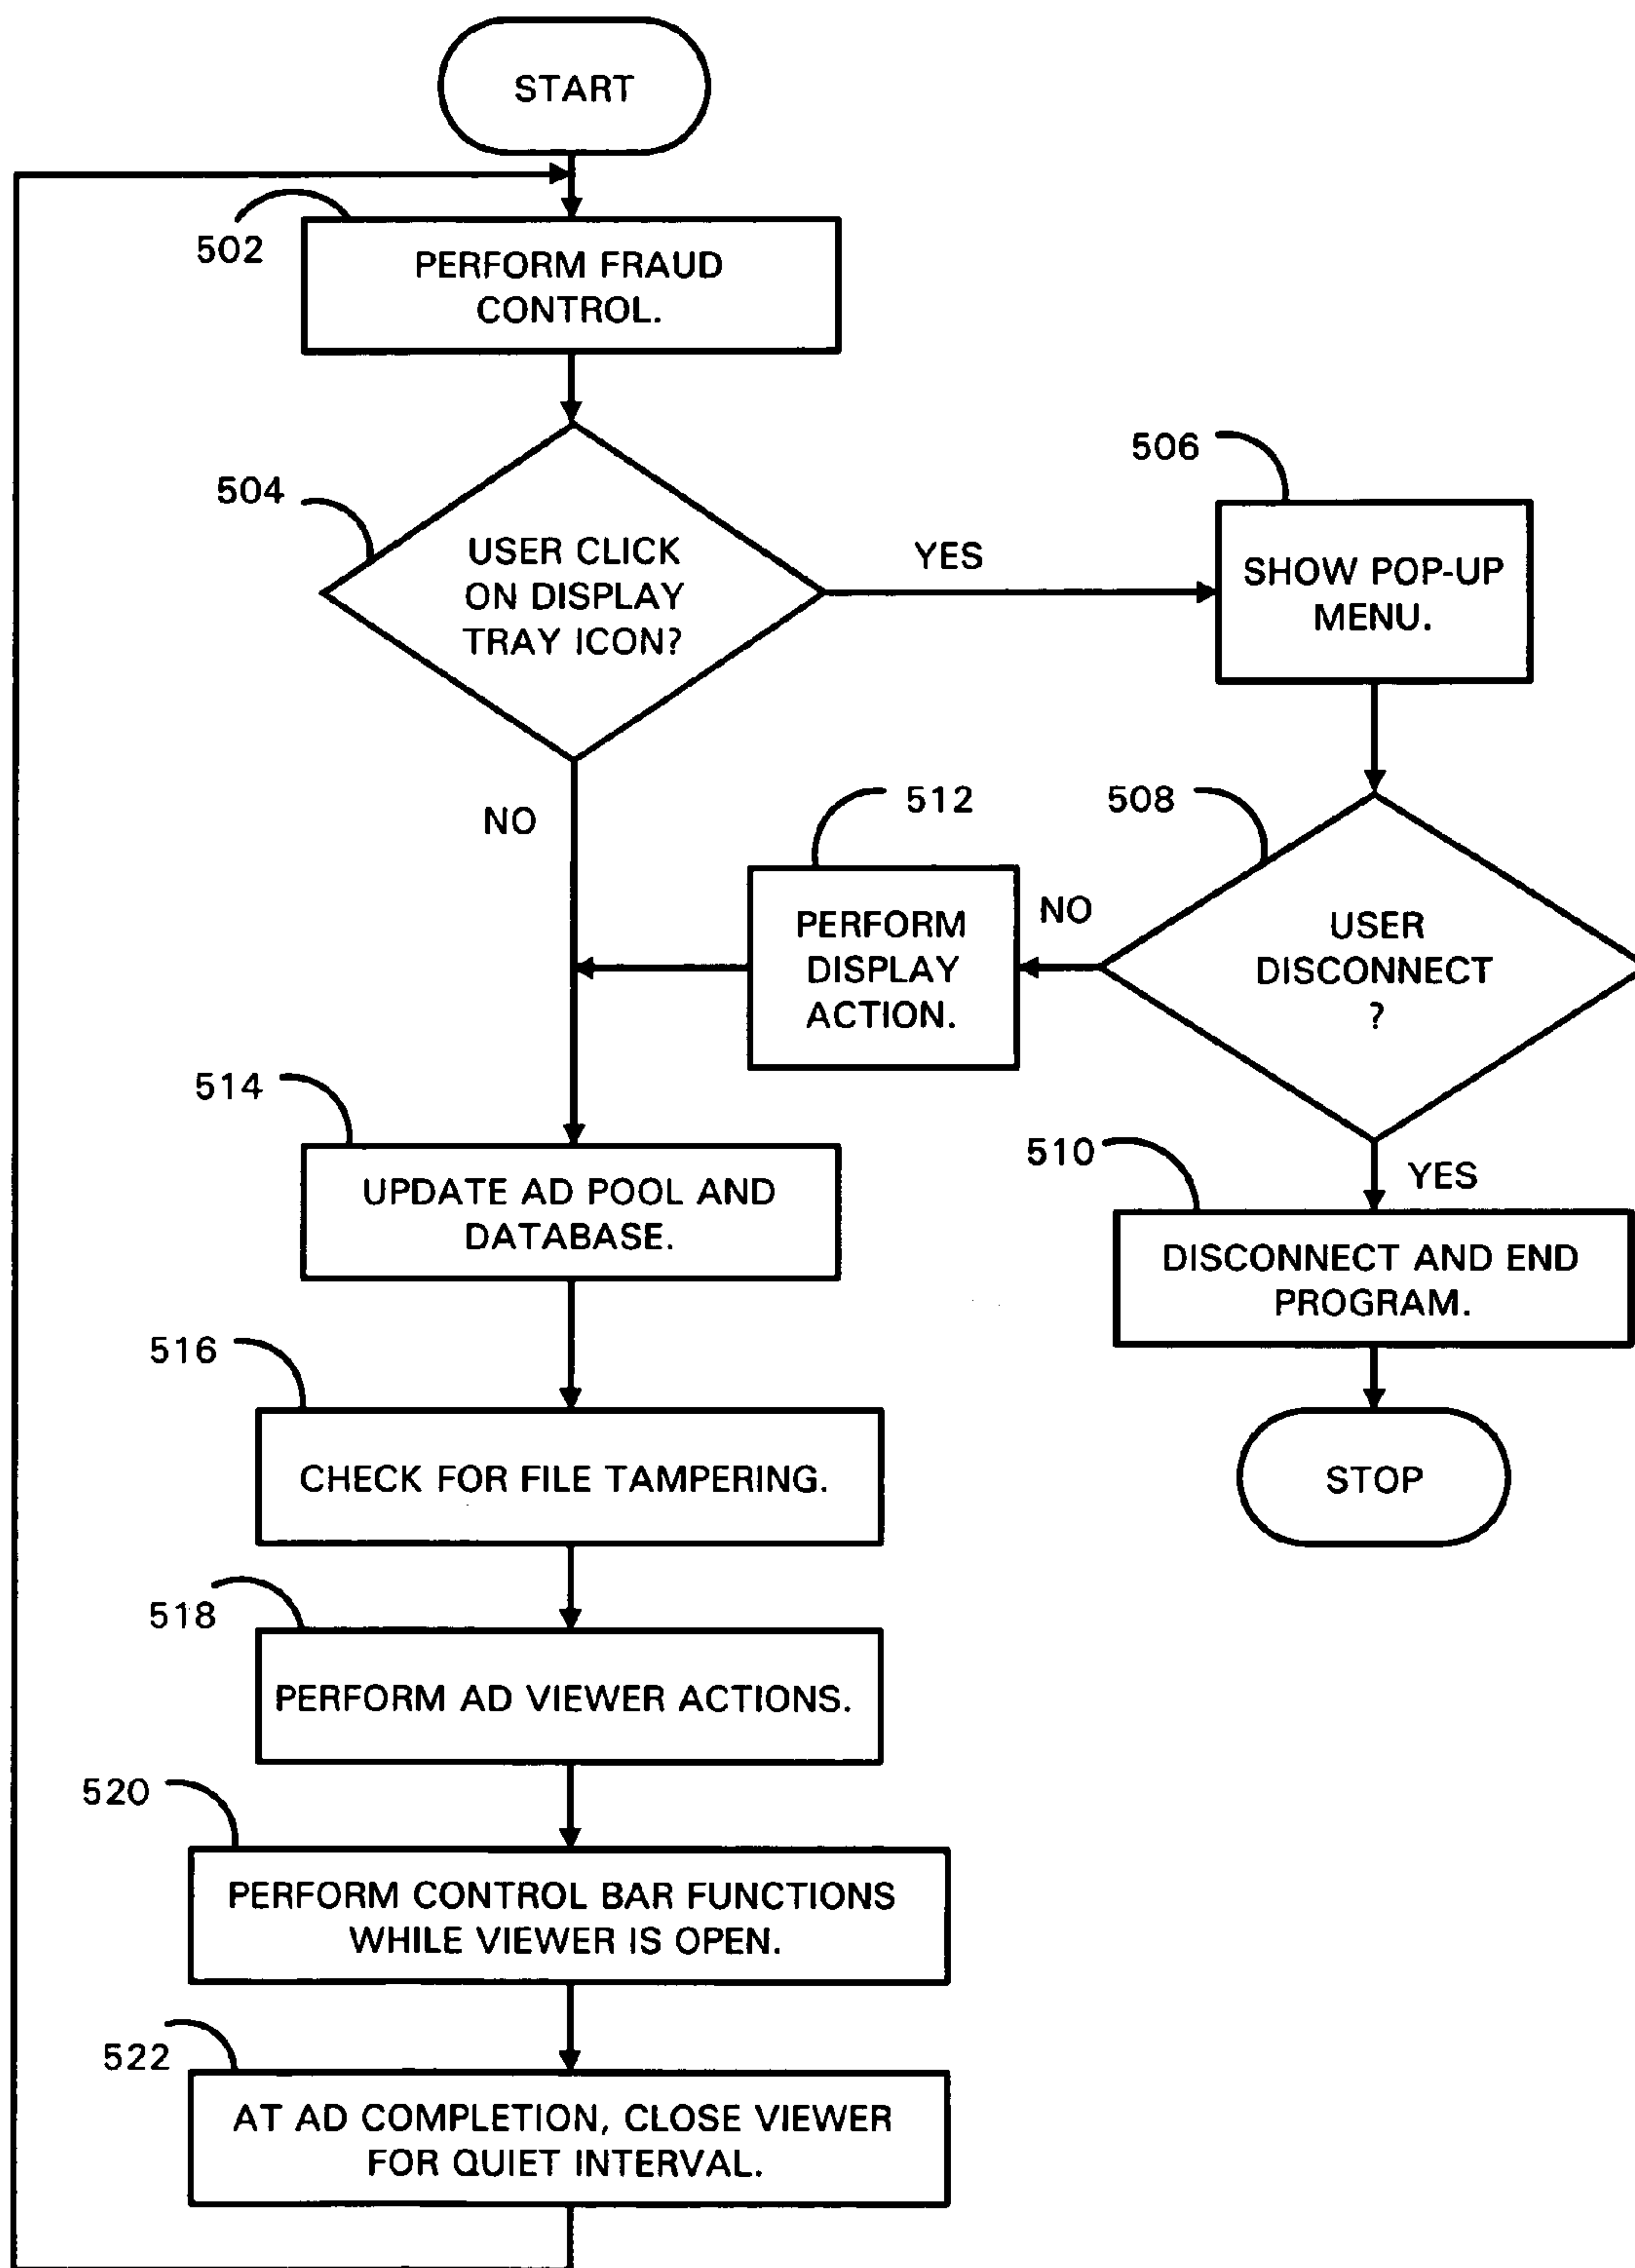 START
502
PERFORM FRAUD
CONTROL.
504
USER CLICK
ON DISPLAY
TRAY ICON?
YES
506
SHOW POP-UP
MENU.
NO
512
PERFORM
DISPLAY
ACTION.
NO
508
USER
DISCONNECT
?
510
YES
DISCONNECT AND END
PROGRAM.
STOP
514
UPDATE AD POOL AND
DATABASE.
516
CHECK FOR FILE TAMPERING.
518
PERFORM AD VIEWER ACTIONS.
520
PERFORM CONTROL BAR FUNCTIONS
WHILE VIEWER IS OPEN.
522
AT AD COMPLETION, CLOSE VIEWER
FOR QUIET INTERVAL.